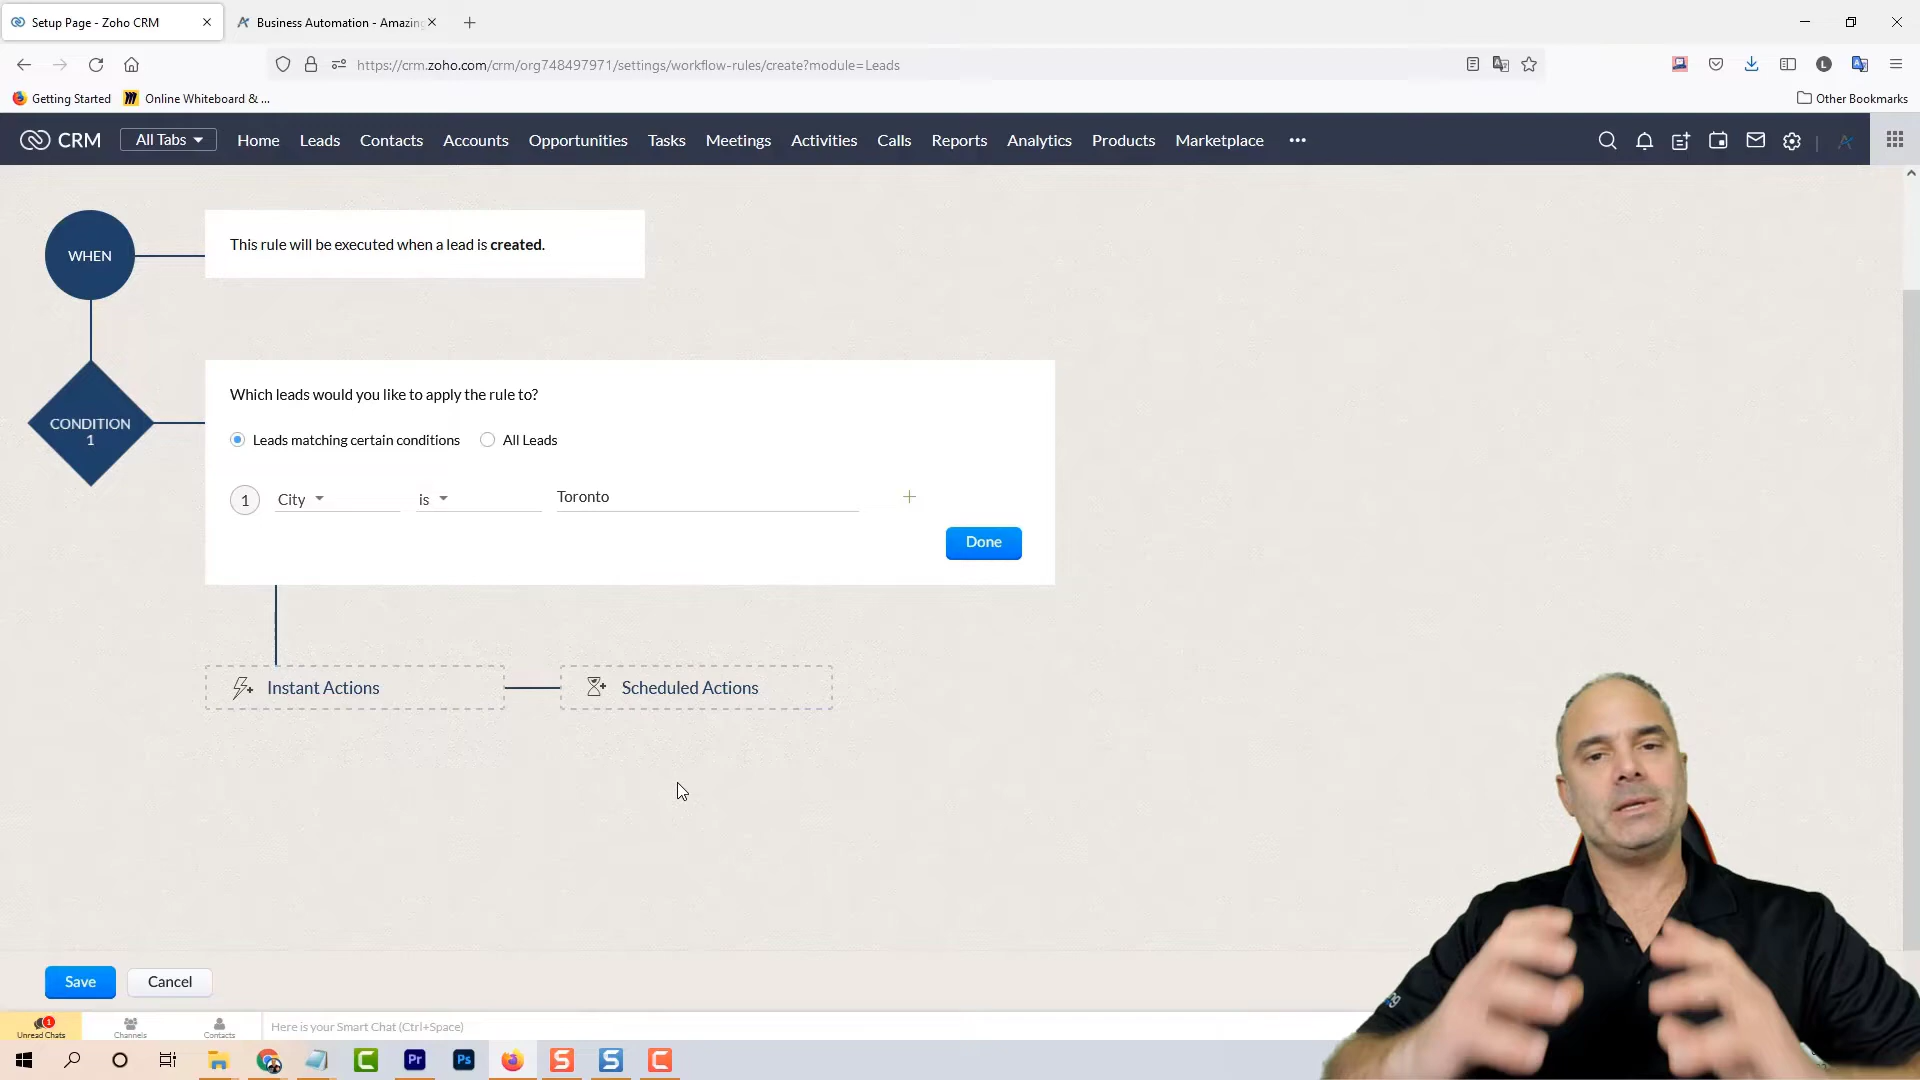 Setup Page - Zoho CRM
Business Automation - Amazing
https://crm.zoho.com/crm/org748497971/settings/workflow-rules/create?module=Leads
Getting Started
Online Whiteboard & ...
Other Bookmarks
CRM
All Tabs
Home
Leads
Contacts
Accounts
Opportunities
Tasks
Meetings
Activities
Calls
Reports
Analytics
Products
Marketplace
WHEN
This rule will be executed when a lead is created.
CONDITION
1
Which leads would you like to apply the rule to?
Leads matching certain conditions
All Leads
1
City
is
Toronto
Done
Instant Actions
Scheduled Actions
Save
Cancel
1
Unread Chats
Channels
Contacts
Here is your Smart Chat (Ctrl+Space)